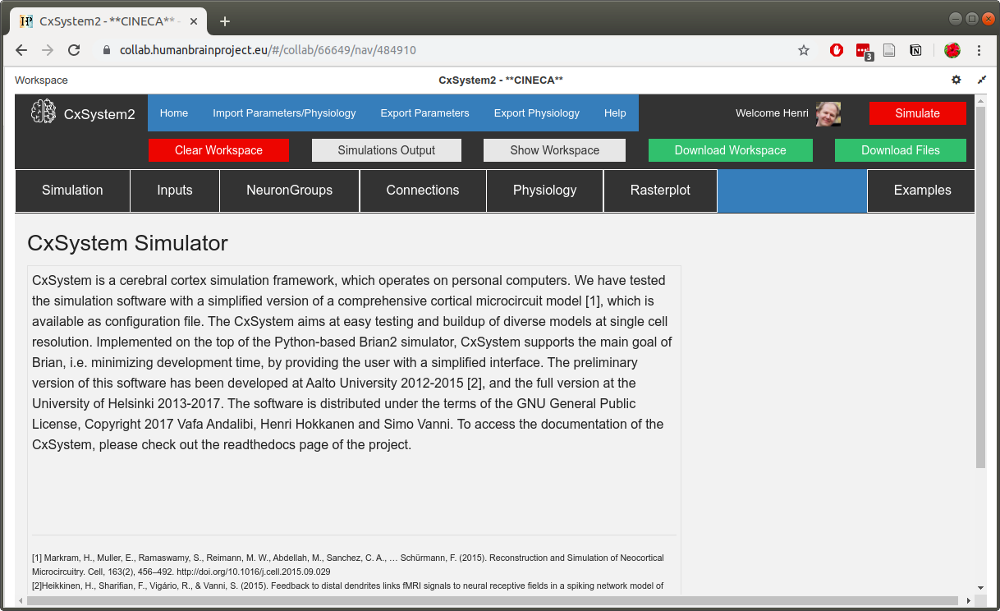 CxSystem2 - **CINECA** -
collab.humanbrainproject.eu/#/collab/66649/nav/484910
3
Workspace
CxSystem2 - **CINECA**
CxSystem2
Home
Import Parameters/Physiology
Export Parameters
Export Physiology
Help
Welcome Henri
Simulate
Clear Workspace
Simulations Output
Show Workspace
Download Workspace
Download Files
Simulation
Inputs
NeuronGroups
Connections
Physiology
Rasterplot
Examples
CxSystem Simulator
CxSystem is a cerebral cortex simulation framework, which operates on personal computers. We have tested
the simulation software with a simplified version of a comprehensive cortical microcircuit model [1], which is
available as configuration file. The CxSystem aims at easy testing and buildup of diverse models at single cell
resolution. Implemented on the top of the Python-based Brian2 simulator, CxSystem supports the main goal of
Brian, i.e. minimizing development time, by providing the user with a simplified interface. The preliminary
version of this software has been developed at Aalto University 2012-2015 [2], and the full version at the
University of Helsinki 2013-2017. The software is distributed under the terms of the GNU General Public
License, Copyright 2017 Vafa Andalibi, Henri Hokkanen and Simo Vanni. To access the documentation of the
CxSystem, please check out the readthedocs page of the project.
[1] Markram, H., Muller, E., Ramaswamy, S., Reimann, M. W., Abdellah, M., Sanchez, C. A., … Schürmann, F. (2015). Reconstruction and Simulation of Neocortical
Microcircuitry. Cell, 163(2), 456–492. http://doi.org/10.1016/j.cell.2015.09.029
[2]Heikkinen, H., Sharifian, F., Vigário, R., & Vanni, S. (2015). Feedback to distal dendrites links fMRI signals to neural receptive fields in a spiking network model of